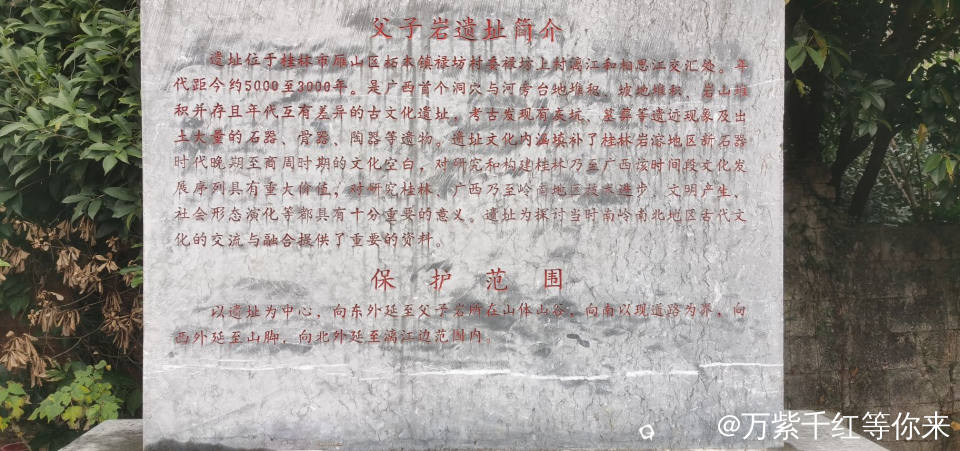 父子岩遗址简介
遗址位于桂林市雁山区柘木镇禄坊村委禄坊上村漓江和相思江交汇处。年
代距今约5000至3000年。是广西首个洞穴与河旁台地堆积、坡地堆积、岩山堆
积并存且年代互有差异的古文化遗址。考古发现有灰坑、墓葬等遗迹现象及出
土大量的石器、骨器、陶器等遗物。遗址文化内涵填补了桂林岩溶地区新石器
时代晚期至商周时期的文化空白，对研究和构建桂林乃至广西该时间段文化发
展序列具有重大价值，对研究桂林、广西乃至岭南地区技术进步、文明产生、
社会形态演化等都具有十分重要的意义。遗址为探讨当时南岭南北地区古代文
化的交流与融合提供了重要的资料。
保护范围
以遗址为中心，向东外延至父子岩所在山体山谷，向南以现道路为界，向
西外延至山脚，向北外延至漓江边范围内。
@万紫千红等你来